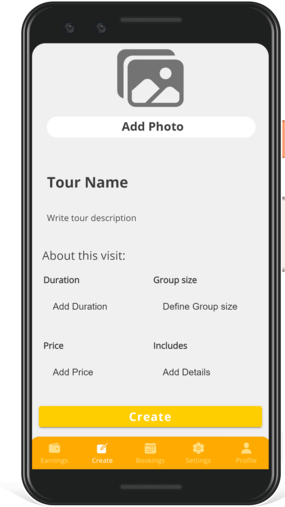 Add Photo
Tour Name
Write tour description
About this visit:
Duration Group size
Add Duration Define Group size
Price Includes
Add Price Add Details
Create
Earnings Create Bookings Settings Profile